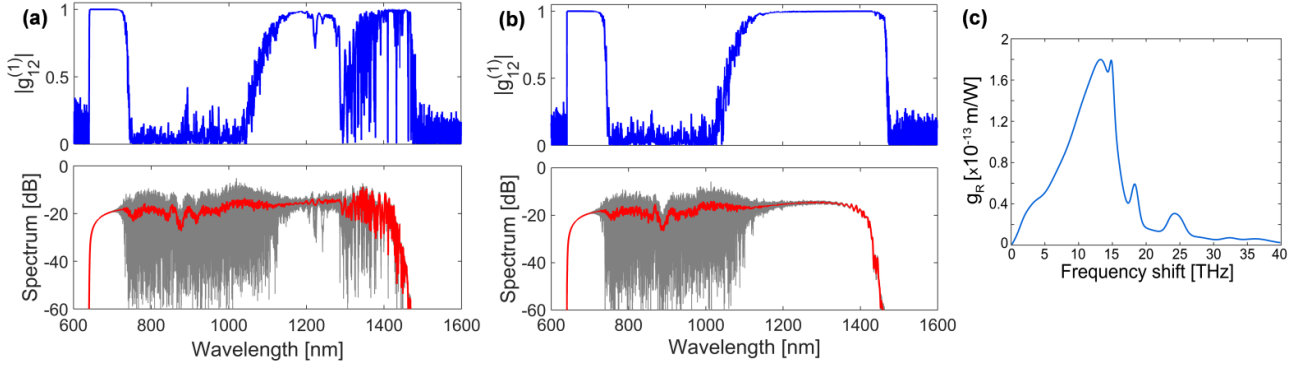 (a)
|g₁₂⁽¹⁾|
1
0.5
0
Spectrum [dB]
0
-20
-40
-60
600 800 1000 1200 1400 1600
Wavelength [nm]
(b)
|g₁₂⁽¹⁾|
1
0.5
0
Spectrum [dB]
0
-20
-40
-60
600 800 1000 1200 1400 1600
Wavelength [nm]
(c)
g_R [x10⁻¹³ m/W]
2
1.6
1.2
0.8
0.4
0
0 5 10 15 20 25 30 35 40
Frequency shift [THz]